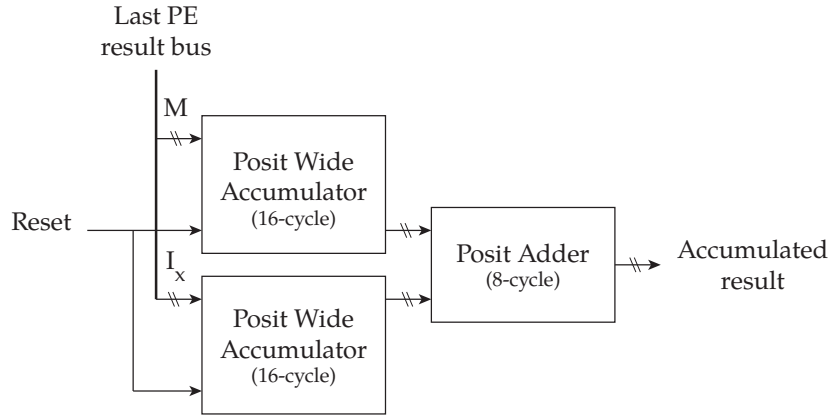 Last PE
result bus
M
Posit Wide
Accumulator
(16-cycle)
Reset
Posit Adder
(8-cycle)
Accumulated
result
I_x
Posit Wide
Accumulator
(16-cycle)